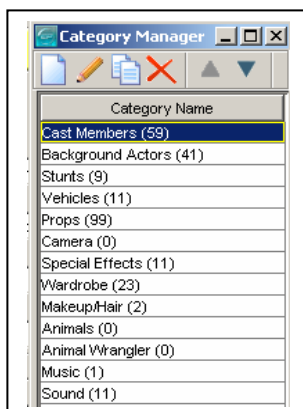 Category Manager
Category Name
Cast Members (59)
Background Actors (41)
Stunts (9)
Vehicles (11)
Props (99)
Camera (0)
Special Effects (11)
Wardrobe (23)
Makeup/Hair (2)
Animals (0)
Animal Wrangler (0)
Music (1)
Sound (11)